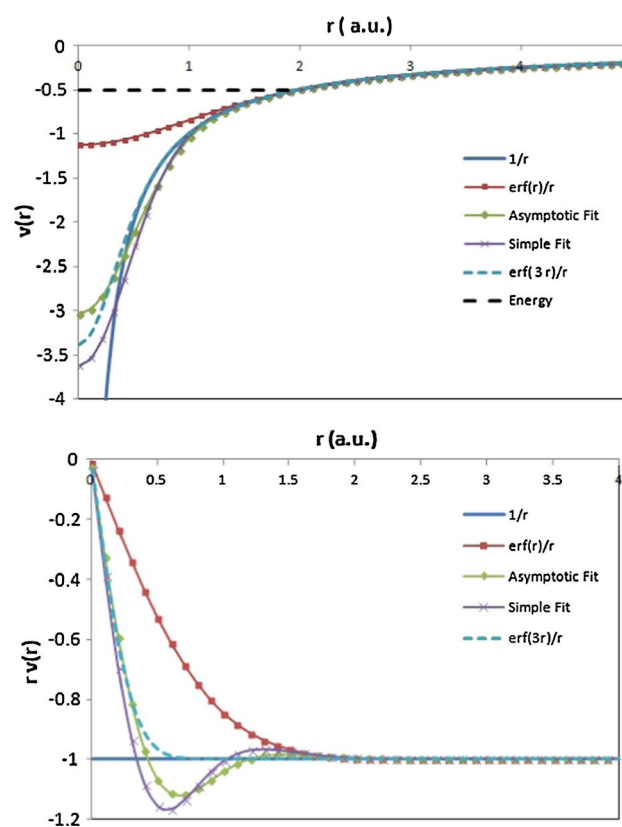 r ( a.u.)
0
0
1
2
3
4
-0.5
-1
-1.5
-2
-2.5
-3
-3.5
-4
v(r)
1/r
erf(r)/r
Asymptotic Fit
Simple Fit
erf( 3 r)/r
Energy
r (a.u.)
0
0
0.5
1
1.5
2
2.5
3
3.5
4
-0.2
-0.4
-0.6
-0.8
-1
-1.2
r v(r)
1/r
erf(r)/r
Asymptotic Fit
Simple Fit
erf(3r)/r